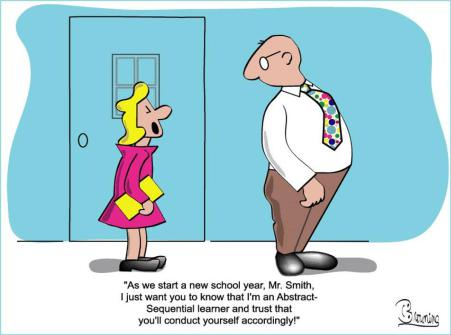 "As we start a new school year, Mr. Smith,
I just want you to know that I'm an Abstract-
Sequential learner and trust that
you'll conduct yourself accordingly!"
Browning